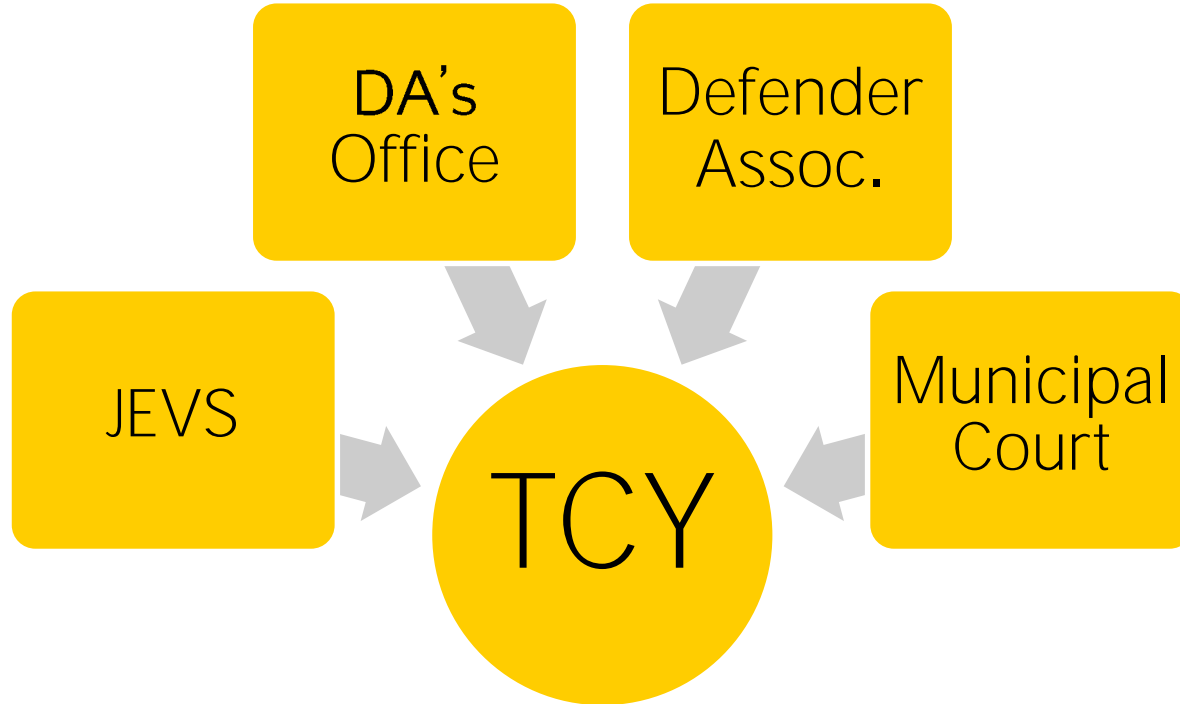 DA’s
Office
Defender
Assoc.
JEVS
Municipal
Court
TCY